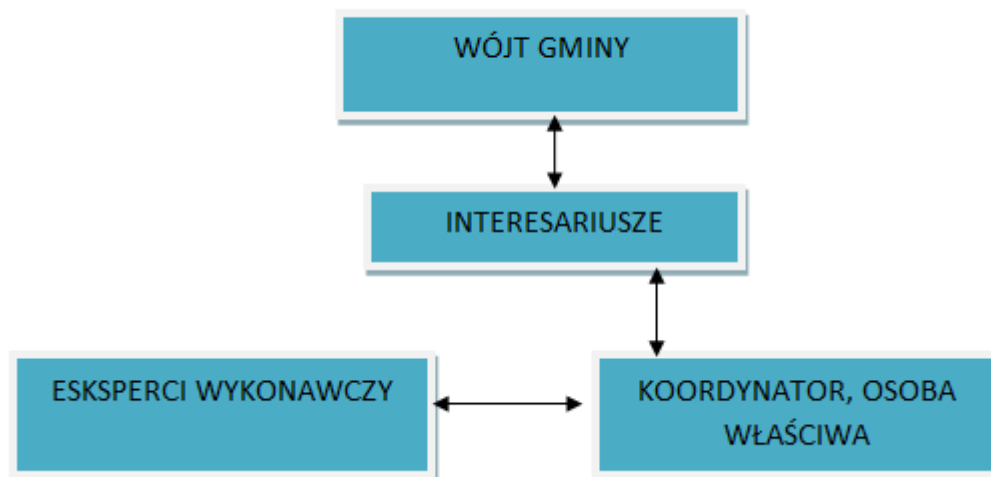 WÓJT GMINY
INTERESARIUSZE
ESKSPERCI WYKONAWCZY
KOORDYNATOR, OSOBA
WŁAŚCIWA